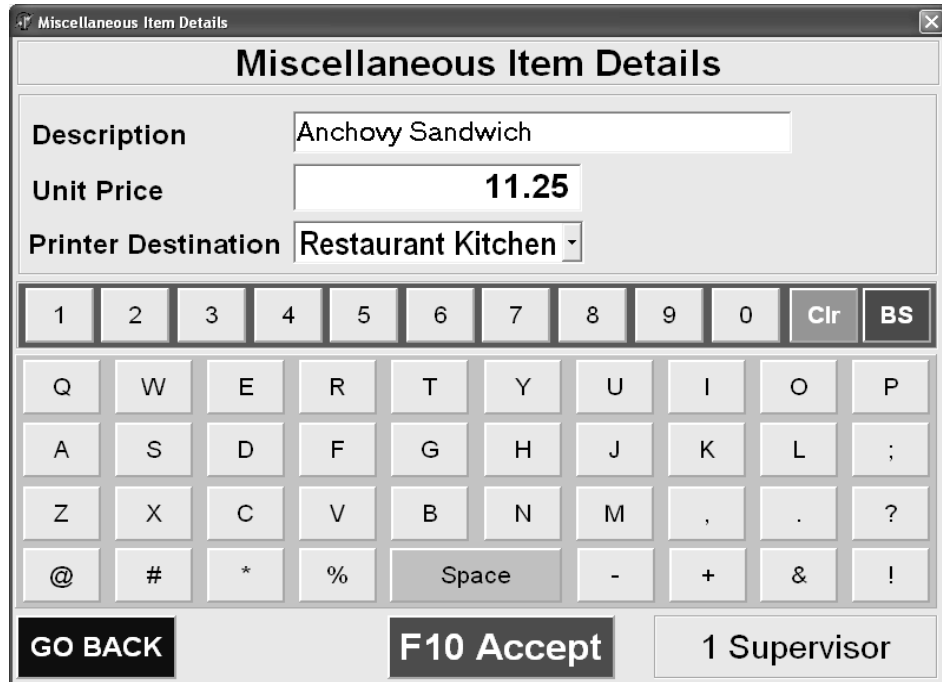 Miscellaneous Item Details
Miscellaneous Item Details
Description Anchovy Sandwich
Unit Price 11.25
Printer Destination Restaurant Kitchen
1 2 3 4 5 6 7 8 9 0 Clr BS
Q W E R T Y U I O P
A S D F G H J K L ;
Z X C V B N M , . ?
@ # * % Space - + & !
GO BACK F10 Accept 1 Supervisor